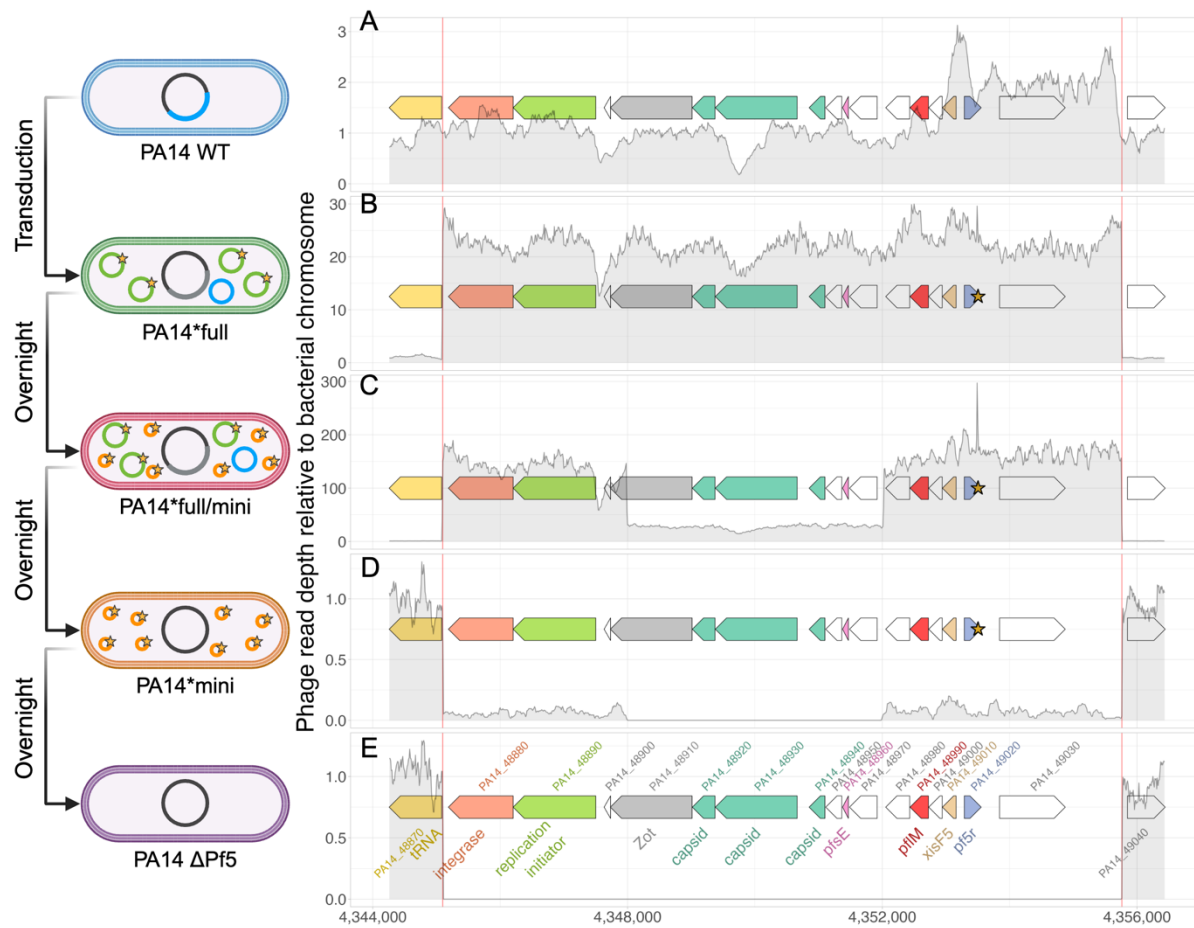 PA14 WT
Transduction
PA14*full
Overnight
PA14*full/mini
Overnight
PA14*mini
Overnight
PA14 ΔPf5
Phage read depth relative to bacterial chromosome
A
3
2
1
0
B
30
20
10
0
C
300
200
100
0
D
1.0
0.5
0.0
E
1.0
0.5
0.0
PA14_48870
PA14_48880
PA14_48890
PA14_48900
PA14_48910
PA14_48920
PA14_48930
PA14_48940
PA14_48950
PA14_48960
PA14_48970
PA14_48980
PA14_48990
PA14_49000
PA14_49010
PA14_49020
PA14_49030
PA14_49040
tRNA
integrase
replication
initiator
Zot
capsid
capsid
capsid
pfsE
pflM
xisF5
pf5r
4,344,000
4,348,000
4,352,000
4,356,000